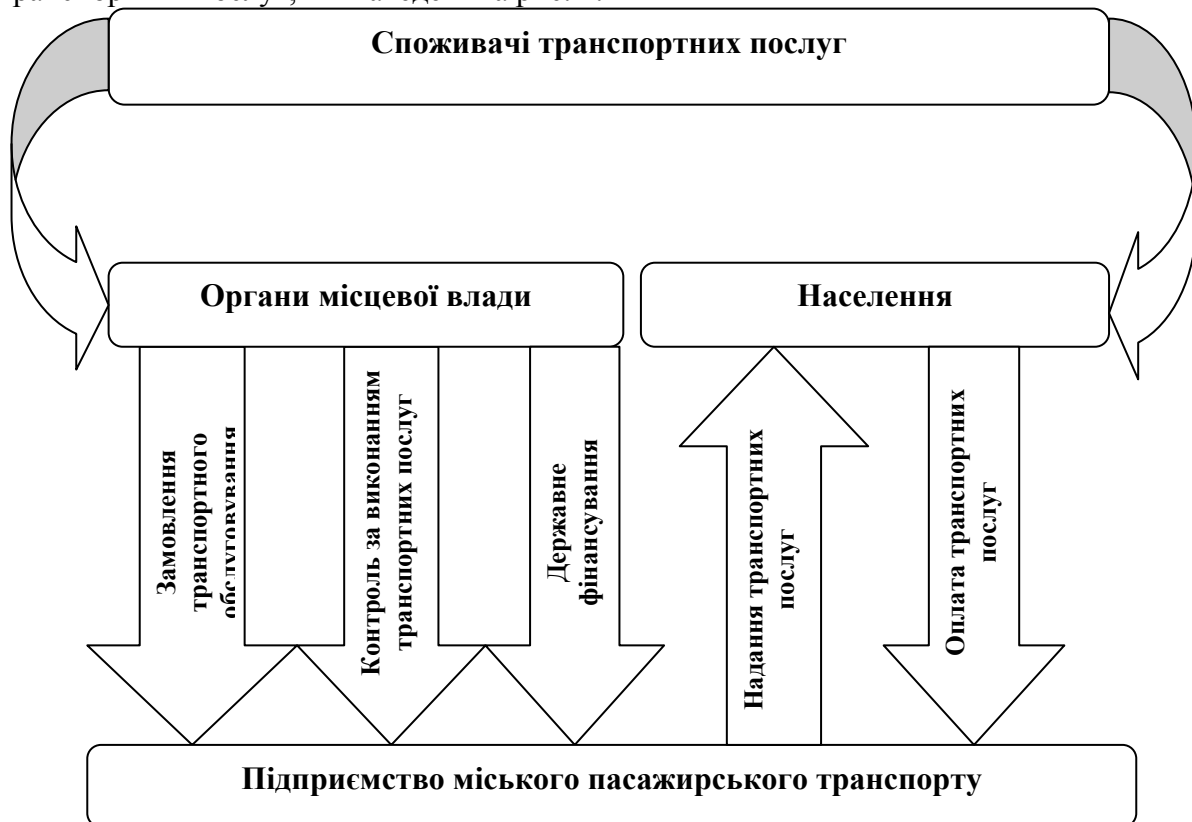 Споживачі транспортних послуг
Органи місцевої влади
Населення
Замовлення
транспортного
обслуговування
Контроль за виконанням
транспортних послуг
Державне
фінансування
Надання транспортних
послуг
Оплата транспортних
послуг
Підприємство міського пасажирського транспорту